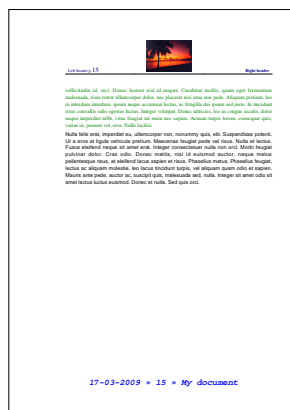 Left header p 15
Right header
sollicitudin id, orci. Donec laoreet nisl id magna. Curabitur mollis, quam eget fermentum
malesuada, risus tortor ullamcorper dolor, nec placerat nisi urna non pede. Aliquam pretium, leo
in interdum interdum, ipsum neque accumsan lectus, ac fringilla dui ipsum sed justo. In tincidunt
risus convallis odio egestas luctus. Integer volutpat. Donec ultricies, leo in congue iaculis, dolor
neque imperdiet nibh, vitae feugiat mi enim nec sapien. Aenean turpis lorem, consequat quis,
varius in, posuere vel, eros. Nulla facilisi.
Nulla felis erat, imperdiet eu, ullamcorper non, nonummy quis, elit. Suspendisse potenti.
Ut a eros at ligula vehicula pretium. Maecenas feugiat pede vel risus. Nulla et lectus.
Fusce eleifend neque sit amet erat. Integer consectetuer nulla non orci. Morbi feugiat
pulvinar dolor. Cras odio. Donec mattis, nisi id euismod auctor, neque metus
pellentesque risus, at eleifend lacus sapien et risus. Phasellus metus. Phasellus feugiat,
lectus ac aliquam molestie, leo lacus tincidunt turpis, vel aliquam quam odio et sapien.
Mauris ante pede, auctor ac, suscipit quis, malesuada sed, nulla. Integer sit amet odio sit
amet lectus luctus euismod. Donec et nulla. Sed quis orci.
17-03-2009 » 15 » My document